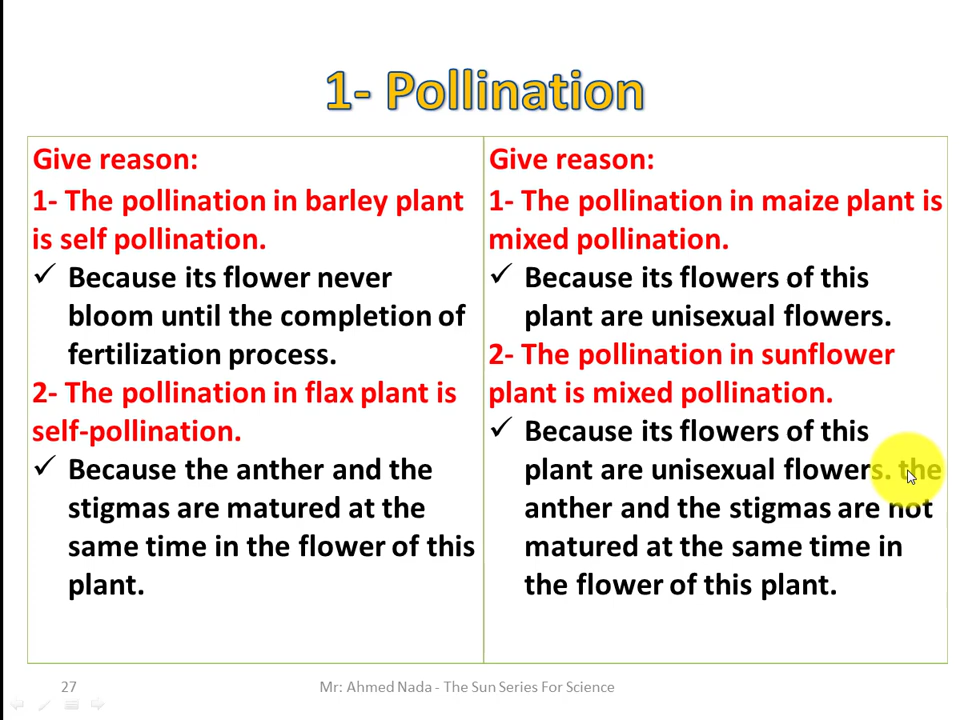 1- Pollination
Give reason:
1- The pollination in barley plant
is self pollination.
✓ Because its flower never
bloom until the completion of
fertilization process.
2- The pollination in flax plant is
self-pollination.
✓ Because the anther and the
stigmas are matured at the
same time in the flower of this
plant.
Give reason:
1- The pollination in maize plant is
mixed pollination.
✓ Because its flowers of this
plant are unisexual flowers.
2- The pollination in sunflower
plant is mixed pollination.
✓ Because its flowers of this
plant are unisexual flowers. the
anther and the stigmas are not
matured at the same time in
the flower of this plant.
27
Mr: Ahmed Nada - The Sun Series For Science